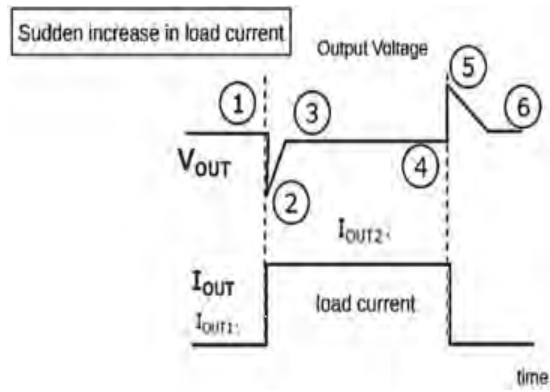 Sudden increase in load current
Output Voltage
1
3
5
6
VOUT
2
4
IOUT2.
IOUT
IOUT1.
load current
time